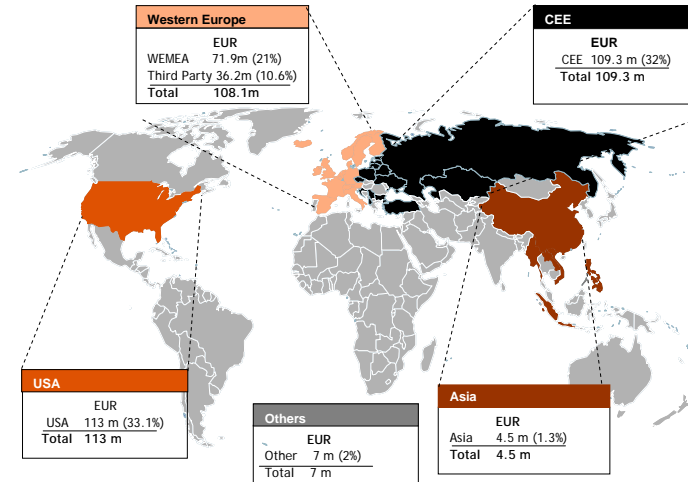 Western Europe
EUR
WEMEA 71.9m (21%)
Third Party 36.2m (10.6%)
Total 108.1m
CEE
EUR
CEE 109.3 m (32%)
Total 109.3 m
USA
EUR
USA 113 m (33.1%)
Total 113 m
Others
EUR
Other 7 m (2%)
Total 7 m
Asia
EUR
Asia 4.5 m (1.3%)
Total 4.5 m